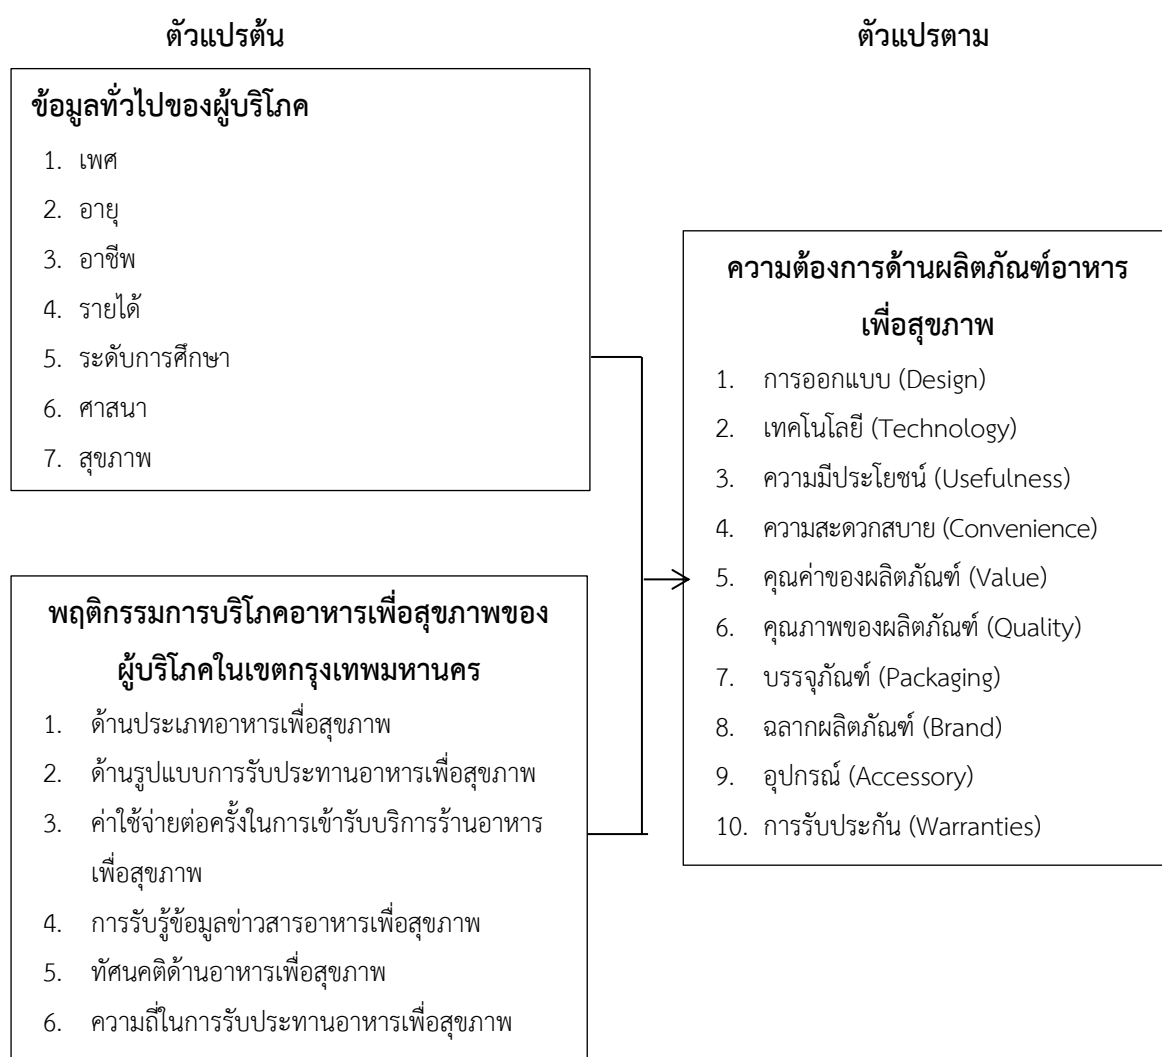 ตัวแปรต้น
ตัวแปรตาม
ข้อมูลทั่วไปของผู้บริโภค
1. เพศ
2. อายุ
3. อาชีพ
4. รายได้
5. ระดับการศึกษา
6. ศาสนา
7. สุขภาพ
พฤติกรรมการบริโภคอาหารเพื่อสุขภาพของ
ผู้บริโภคในเขตกรุงเทพมหานคร
1. ด้านประเภทอาหารเพื่อสุขภาพ
2. ด้านรูปแบบการรับประทานอาหารเพื่อสุขภาพ
3. ค่าใช้จ่ายต่อครั้งในการเข้ารับบริการร้านอาหาร
เพื่อสุขภาพ
4. การรับรู้ข้อมูลข่าวสารอาหารเพื่อสุขภาพ
5. ทัศนคติด้านอาหารเพื่อสุขภาพ
6. ความถี่ในการรับประทานอาหารเพื่อสุขภาพ
ความต้องการด้านผลิตภัณฑ์อาหาร
เพื่อสุขภาพ
1. การออกแบบ (Design)
2. เทคโนโลยี (Technology)
3. ความมีประโยชน์ (Usefulness)
4. ความสะดวกสบาย (Convenience)
5. คุณค่าของผลิตภัณฑ์ (Value)
6. คุณภาพของผลิตภัณฑ์ (Quality)
7. บรรจุภัณฑ์ (Packaging)
8. ฉลากผลิตภัณฑ์ (Brand)
9. อุปกรณ์ (Accessory)
10. การรับประกัน (Warranties)